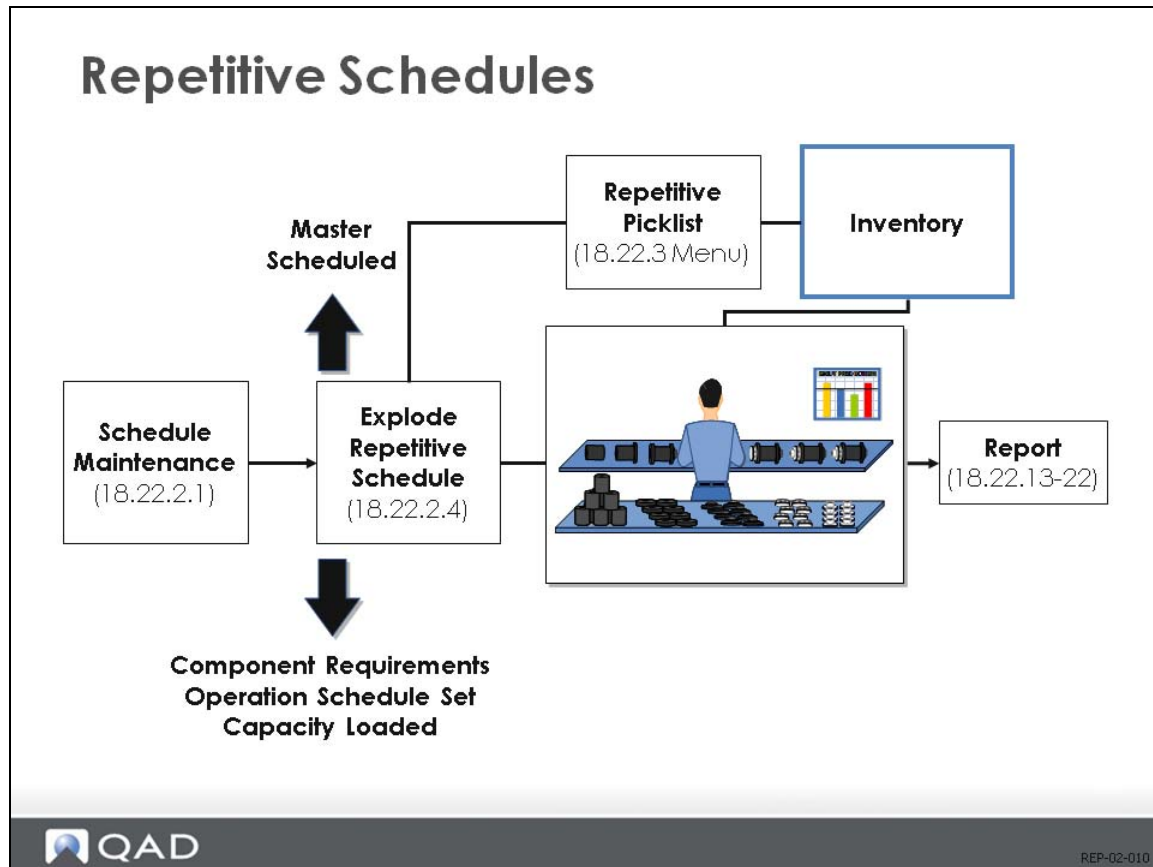 Repetitive Schedules
Repetitive
Picklist
(18.22.3 Menu)
Inventory
Master
Scheduled
Schedule
Maintenance
(18.22.2.1)
Explode
Repetitive
Schedule
(18.22.2.4)
Report
(18.22.13-22)
Component Requirements
Operation Schedule Set
Capacity Loaded
QAD
REP-02-010